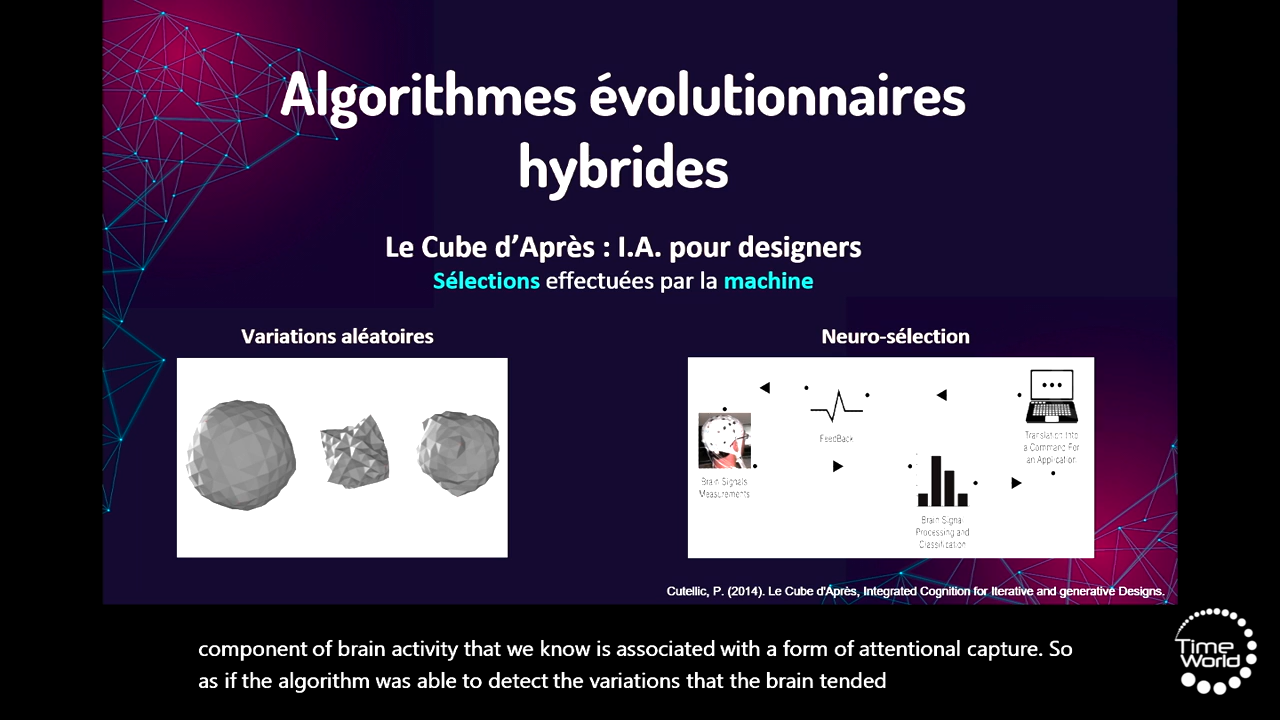 Algorithmes évolutionnaires
hybrides
Le Cube d'Après : I.A. pour designers
Sélections effectuées par la machine
Variations aléatoires
Neuro-sélection
FeedBack
Translation Into
a Command For
an Application
Brain Signals
Measurements
Brain Signal
Processing and
Classification
Cutellic, P. (2014). Le Cube d'Après, Integrated Cognition for Iterative and generative Designs.
component of brain activity that we know is associated with a form of attentional capture. So
as if the algorithm was able to detect the variations that the brain tended
Time
World